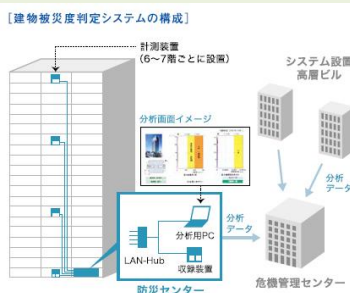 ［建物被災度判定システムの構成］
計測装置
（6〜7階ごとに設置）
システム設置
高層ビル
分析画面イメージ
分析
データ
分析
データ
分析用PC
LAN-Hub
収録装置
防災センター
危機管理センター